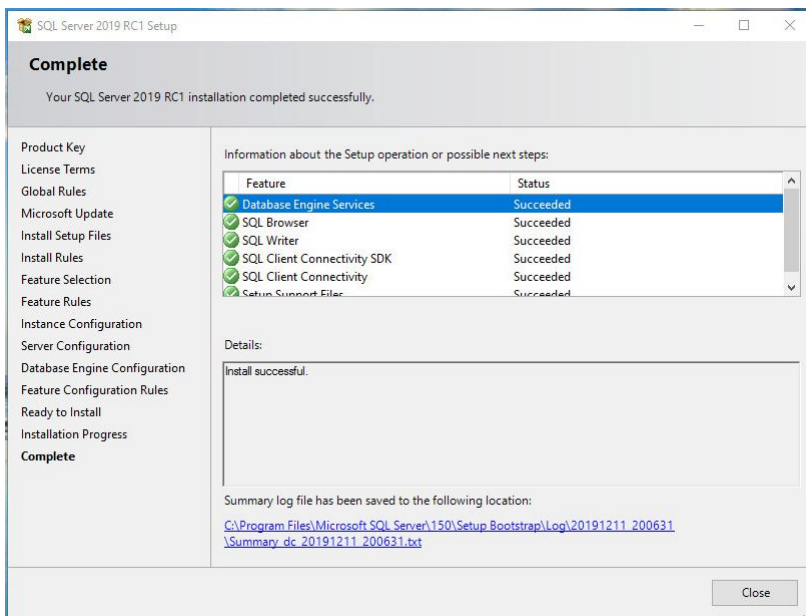 SQL Server 2019 RC1 Setup
Complete
Your SQL Server 2019 RC1 installation completed successfully.
Product Key
License Terms
Global Rules
Microsoft Update
Install Setup Files
Install Rules
Feature Selection
Feature Rules
Instance Configuration
Server Configuration
Database Engine Configuration
Feature Configuration Rules
Ready to Install
Installation Progress
Complete
Information about the Setup operation or possible next steps:
Feature Status
Database Engine Services Succeeded
SQL Browser Succeeded
SQL Writer Succeeded
SQL Client Connectivity SDK Succeeded
SQL Client Connectivity Succeeded
Setup Support Files Succeeded
Details:
Install successful.
Summary log file has been saved to the following location:
C:\Program Files\Microsoft SQL Server\150\Setup Bootstrap\Log\20191211_200631
\Summary_dc_20191211_200631.txt
Close